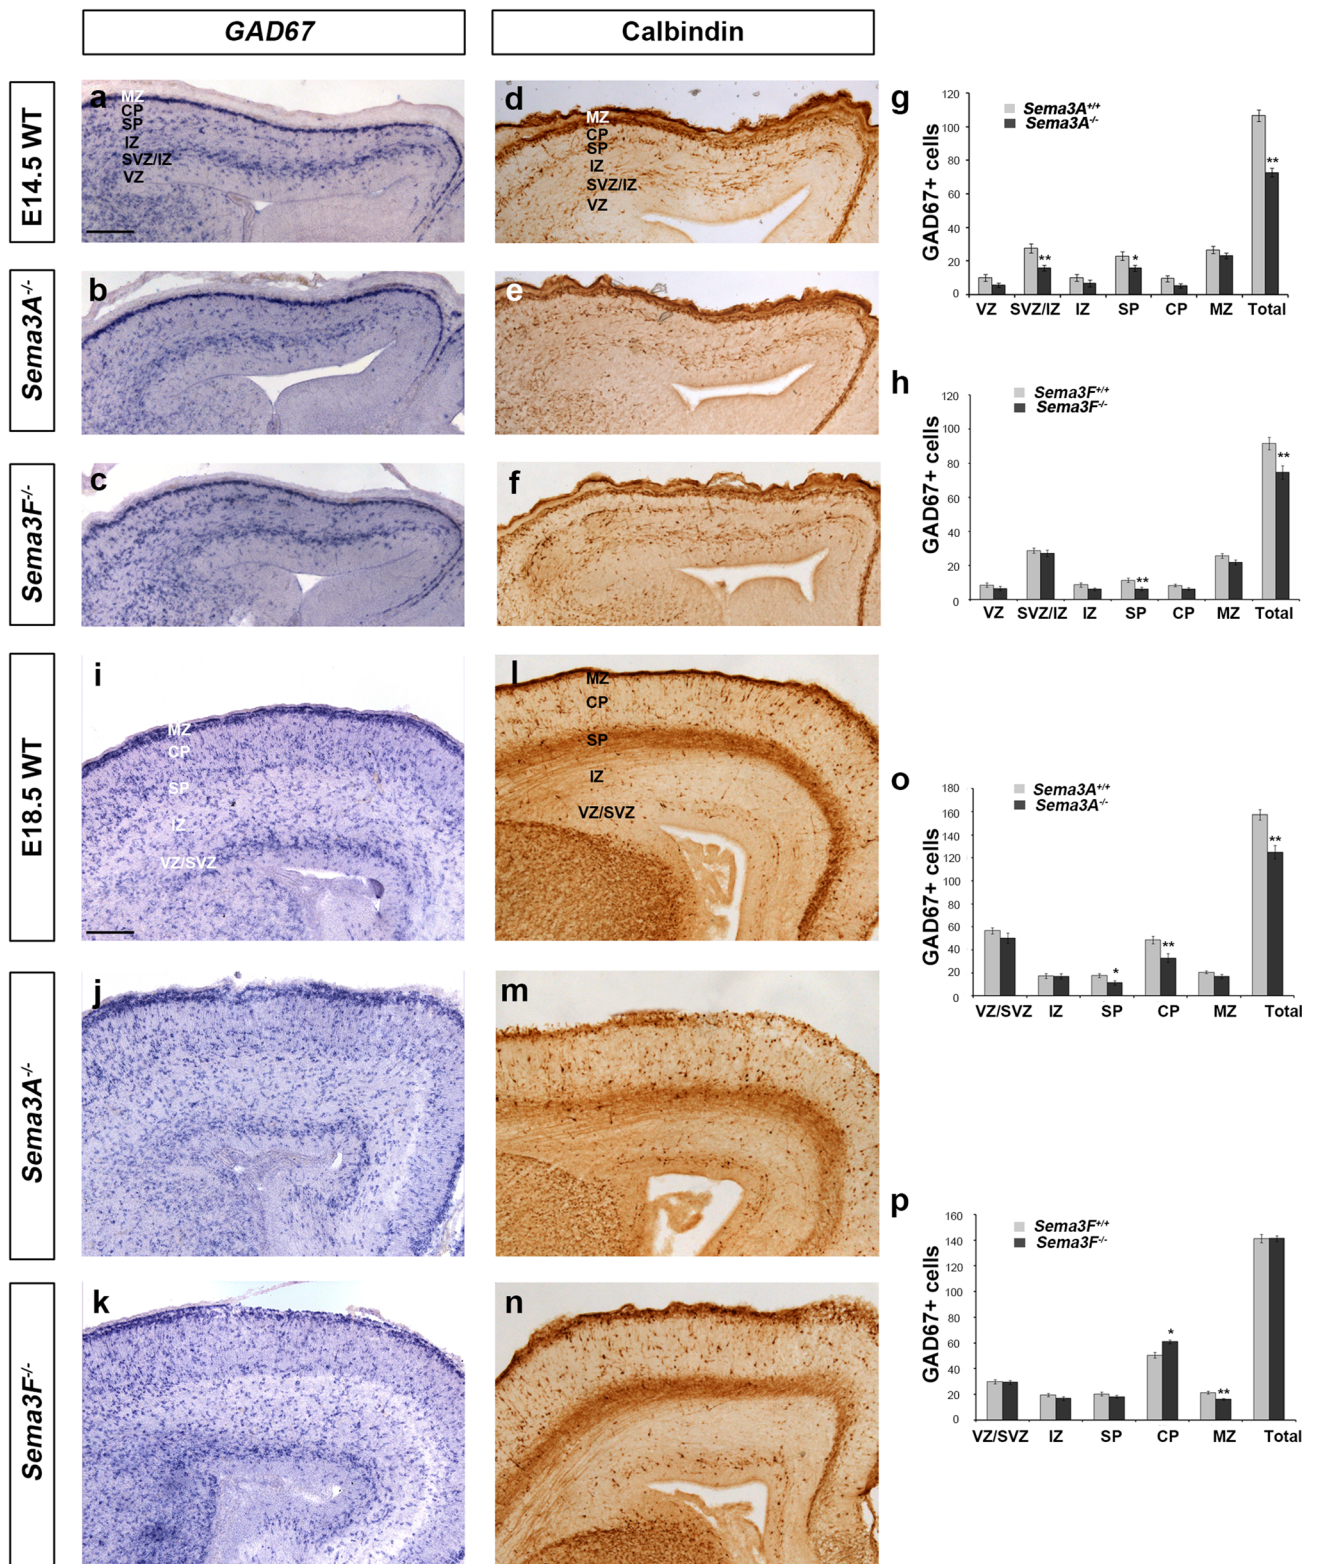 GAD67
Calbindin
E14.5 WT
a
MZ
CP
SP
IZ
SVZ/IZ
VZ
d
MZ
CP
SP
IZ
SVZ/IZ
VZ
Sema3A-/-
b
e
Sema3F-/-
c
f
g
GAD67+ cells
120
100
80
60
40
20
0
Sema3A+/+
Sema3A-/-
**
*
**
VZ SVZ/IZ IZ SP CP MZ Total
h
GAD67+ cells
120
100
80
60
40
20
0
Sema3F+/+
Sema3F-/-
**
**
VZ SVZ/IZ IZ SP CP MZ Total
E18.5 WT
i
MZ
CP
SP
IZ
VZ/SVZ
l
MZ
CP
SP
IZ
VZ/SVZ
Sema3A-/-
j
m
Sema3F-/-
k
n
o
GAD67+ cells
180
160
140
120
100
80
60
40
20
0
Sema3A+/+
Sema3A-/-
*
**
**
VZ/SVZ IZ SP CP MZ Total
p
GAD67+ cells
160
140
120
100
80
60
40
20
0
Sema3F+/+
Sema3F-/-
*
**
VZ/SVZ IZ SP CP MZ Total